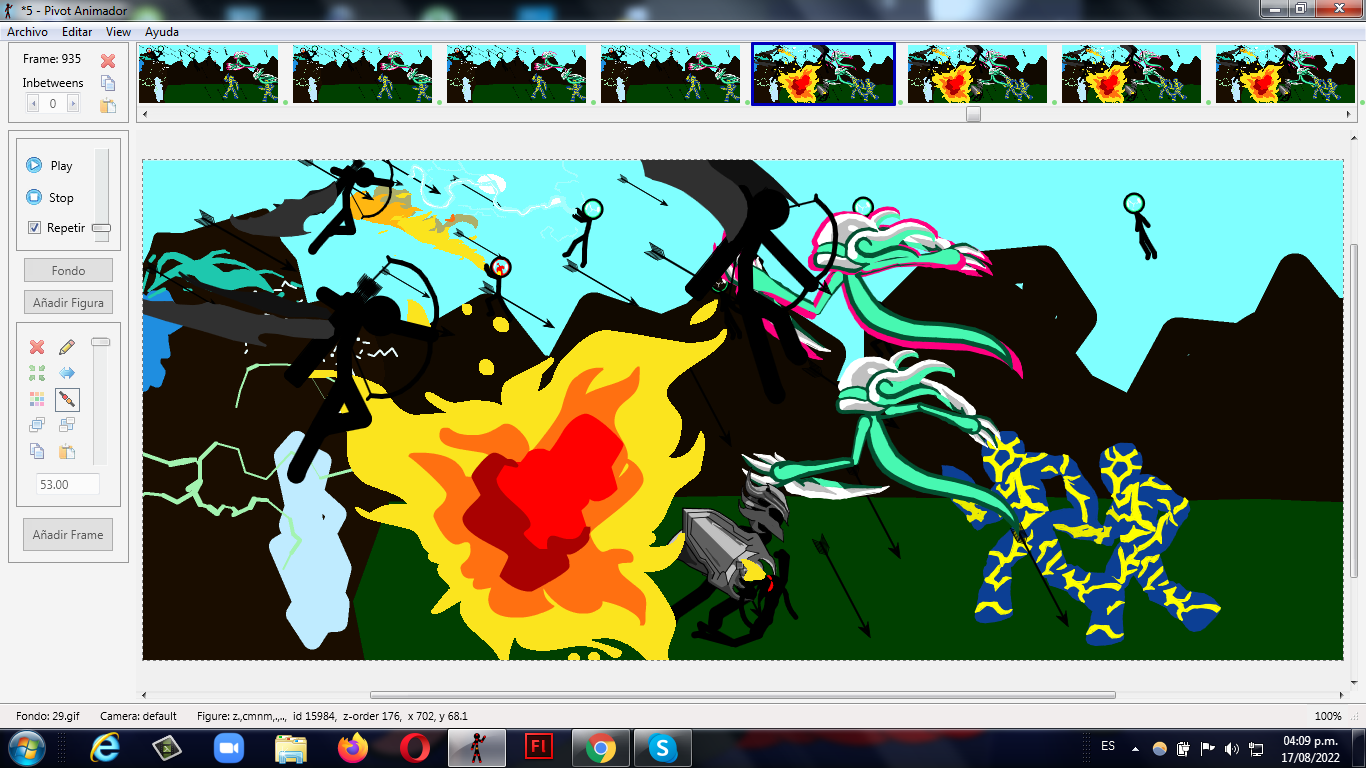 *5 - Pivot Animador
Archivo Editar View Ayuda
Frame: 935
Inbetweens
0
Play
Stop
Repetir
Fondo
Añadir Figura
53.00
Añadir Frame
Fondo: 29.gif Camera: default Figure: z.,cmnm,.,., id 15984, z-order 176, x 702, y 68.1 100%
Fl
S
ES
04:09 p.m.
17/08/2022